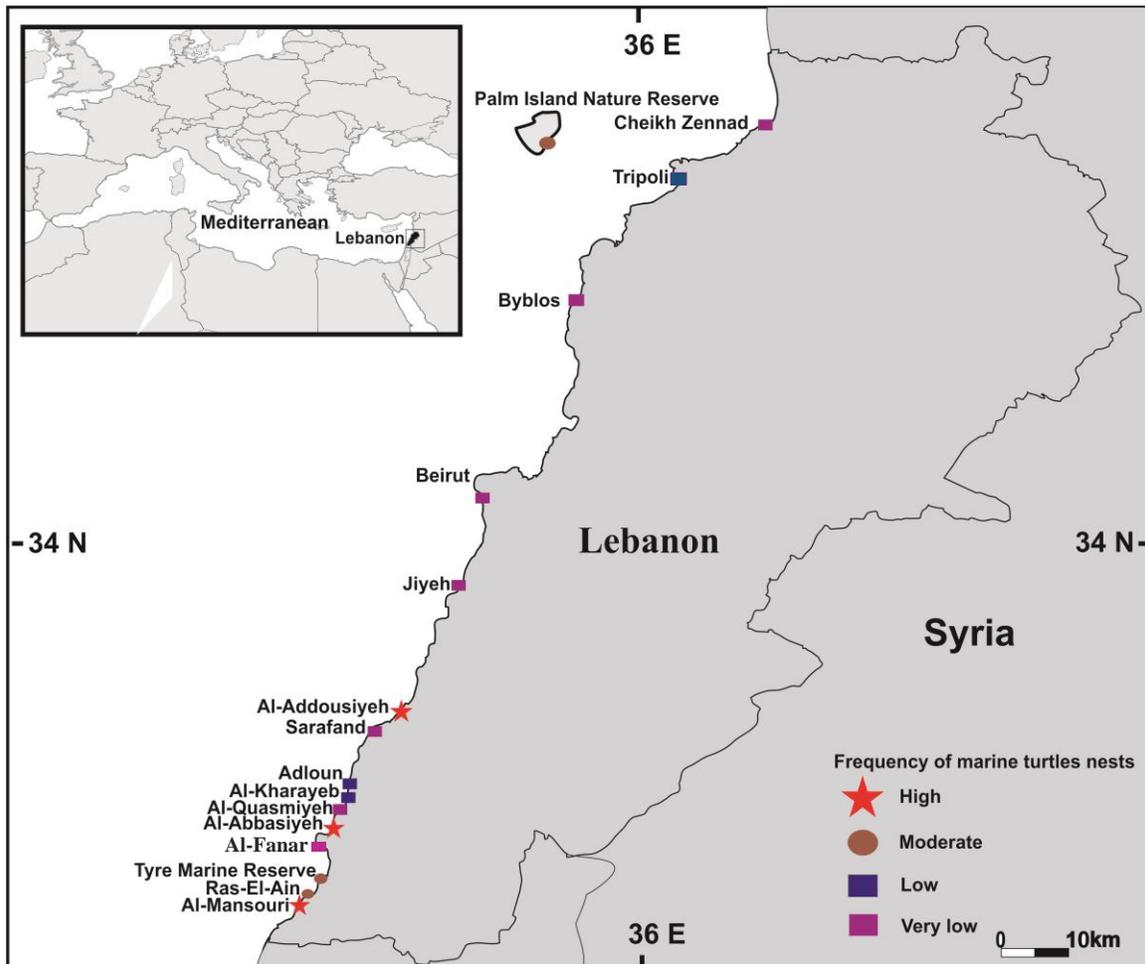 36 E
Palm Island Nature Reserve
Cheikh Zennad
Tripoli
Mediterranean
Lebanon
Byblos
Beirut
34 N
Lebanon
34 N
Jiyeh
Syria
Al-Addousiyeh
Sarafand
Adloun
Al-Kharayeb
Al-Quasmiyeh
Al-Abbasiyeh
Al-Fanar
Tyre Marine Reserve
Ras-El-Ain
Al-Mansouri
Frequency of marine turtles nests
High
Moderate
Low
Very low
36 E
0 10km